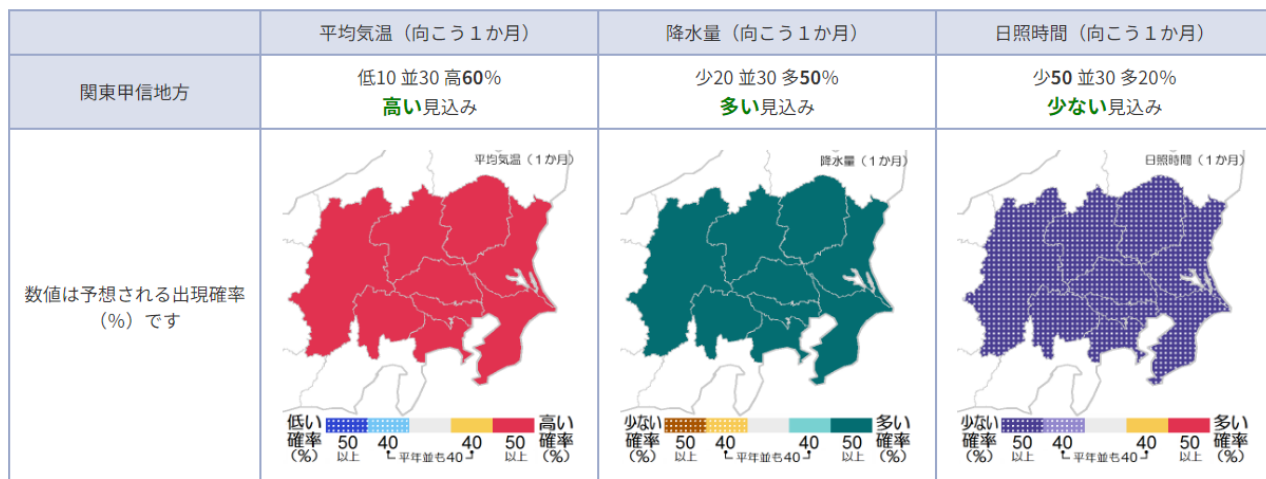 平均気温（向こう１か月）
降水量（向こう１か月）
日照時間（向こう１か月）
関東甲信地方
低10 並30 高60%
高い見込み
少20 並30 多50%
多い見込み
少50 並30 多20%
少ない見込み
数値は予想される出現確率
（%）です
平均気温（１か月）
低い
確率
(%)
50
以上
40
平年並も40
40
50
以上
高い
確率
(%)
降水量（１か月）
少ない
確率
(%)
50
以上
40
平年並も40
40
50
以上
多い
確率
(%)
日照時間（１か月）
少ない
確率
(%)
50
以上
40
平年並も40
40
50
以上
多い
確率
(%)